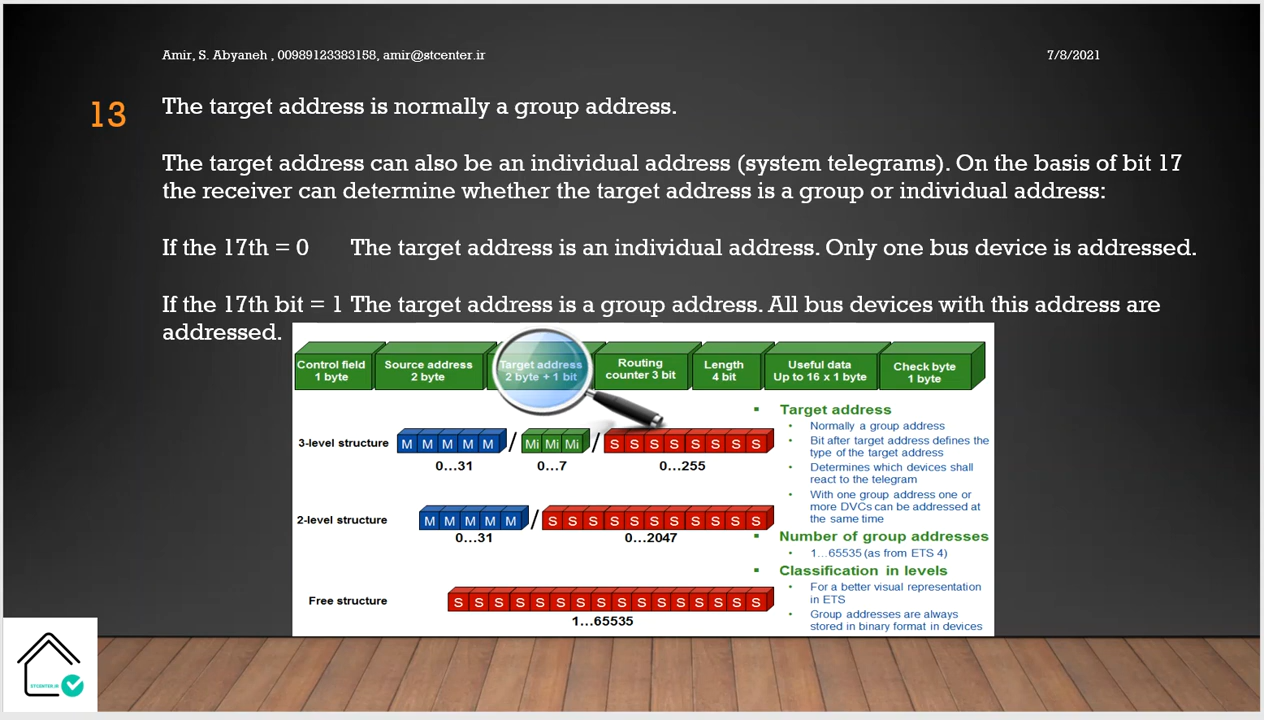 Amir, S. Abyaneh , 00989123383158, amir@stcenter.ir
7/8/2021
13
The target address is normally a group address.
The target address can also be an individual address (system telegrams). On the basis of bit 17
the receiver can determine whether the target address is a group or individual address:
If the 17th = 0 The target address is an individual address. Only one bus device is addressed.
If the 17th bit = 1 The target address is a group address. All bus devices with this address are
addressed.
Control field
1 byte
Source address
2 byte
Target address
2 byte + 1 bit
Routing
counter 3 bit
Length
4 bit
Useful data
Up to 16 x 1 byte
Check byte
1 byte
3-level structure
M M M M M / Mi Mi Mi / S S S S S S S S
0...31 0...7 0...255
2-level structure
M M M M M / S S S S S S S S S S S
0...31 0...2047
Free structure
S S S S S S S S S S S S S S S S
1...65535
▪ Target address
• Normally a group address
• Bit after target address defines the
type of the target address
• Determines which devices shall
react to the telegram
• With one group address one or
more DVCs can be addressed at
the same time
▪ Number of group addresses
• 1...65535 (as from ETS 4)
▪ Classification in levels
• For a better visual representation
in ETS
• Group addresses are always
stored in binary format in devices
STCENTER.IR